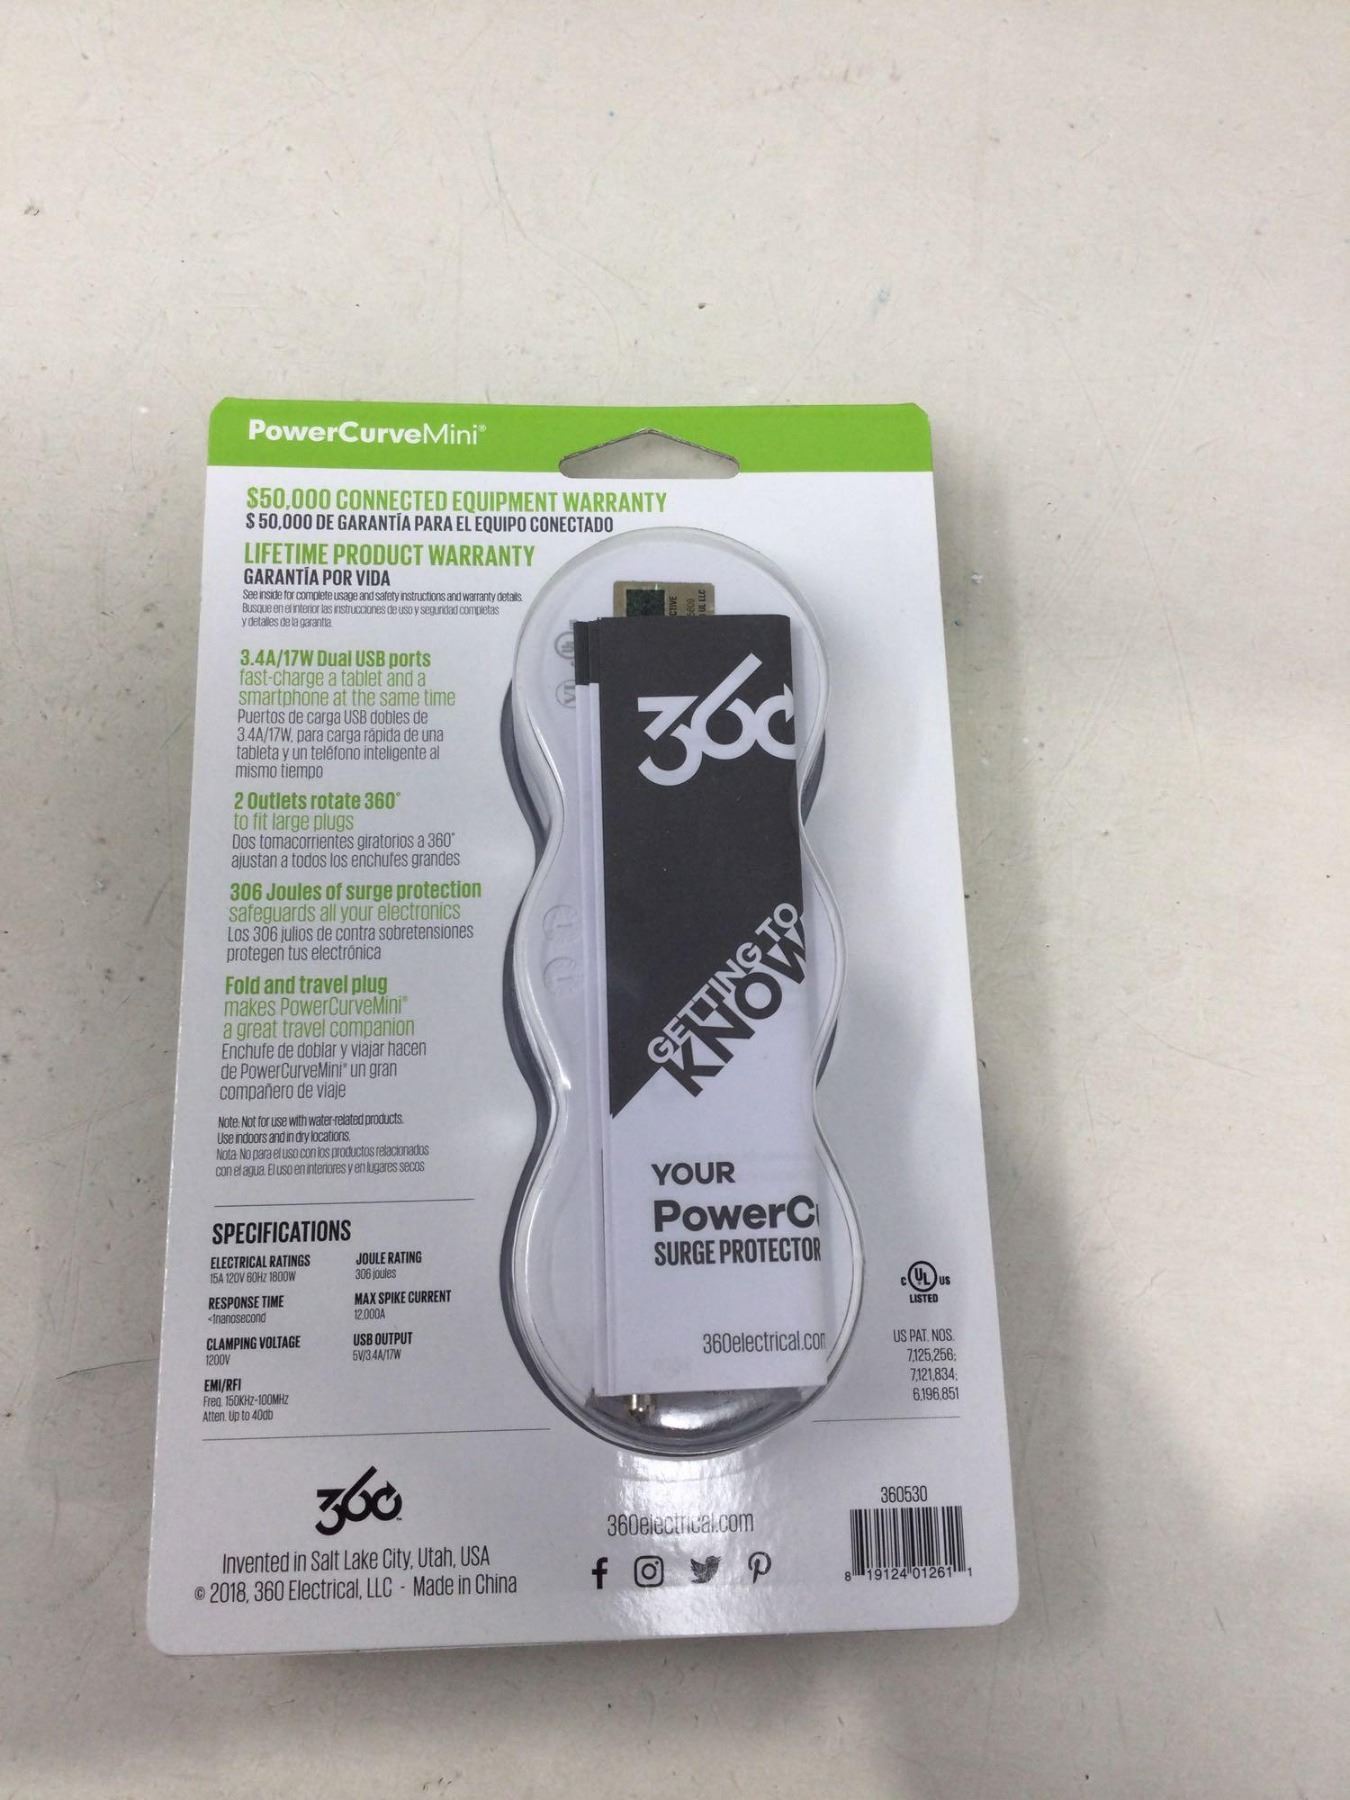 PowerCurveMini®
$50,000 CONNECTED EQUIPMENT WARRANTY
$ 50,000 DE GARANTÍA PARA EL EQUIPO CONECTADO
LIFETIME PRODUCT WARRANTY
GARANTÍA POR VIDA
See inside for complete usage and safety instructions and warranty details.
Busque en el interior las instrucciones de uso y seguridad completas
y detalles de la garantía.
3.4A/17W Dual USB ports
fast-charge a tablet and a
smartphone at the same time
Puertos de carga USB dobles de
3.4A/17W, para carga rápida de una
tableta y un teléfono inteligente al
mismo tiempo
2 Outlets rotate 360°
to fit large plugs
Dos tomacorrientes giratorios a 360°
ajustan a todos los enchufes grandes
306 Joules of surge protection
safeguards all your electronics
Los 306 julios de contra sobretensiones
protegen tus electrónica
Fold and travel plug
makes PowerCurveMini®
a great travel companion
Enchufe de doblar y viajar hacen
de PowerCurveMini® un gran
compañero de viaje
Note: Not for use with water-related products.
Use indoors and in dry locations.
Nota: No para el uso con los productos relacionados
con el agua. El uso en interiores y en lugares secos
SPECIFICATIONS
ELECTRICAL RATINGS
15A 120V 60Hz 1800W
JOULE RATING
306 joules
RESPONSE TIME
<1nanosecond
MAX SPIKE CURRENT
12,000A
CLAMPING VOLTAGE
1200V
USB OUTPUT
5V/3.4A/17W
EMI/RFI
Freq. 150KHz-100MHz
Atten. Up to 40db
360
GETTING TO
KNOW
YOUR
PowerC
SURGE PROTECTOR
360electrical.com
C UL US
LISTED
US PAT. NOS.
7,125,256;
7,121,834;
6,196,851
360
Invented in Salt Lake City, Utah, USA
© 2018, 360 Electrical, LLC - Made in China
360electrical.com
360530
8 19124 01261 1